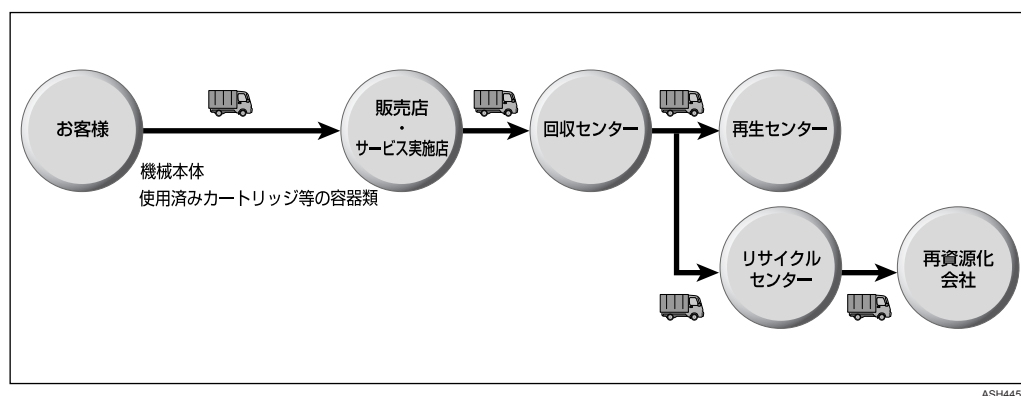 お客様
販売店
・
サービス実施店
回収センター
再生センター
機械本体
使用済みカートリッジ等の容器類
リサイクル
センター
再資源化
会社
ASH445